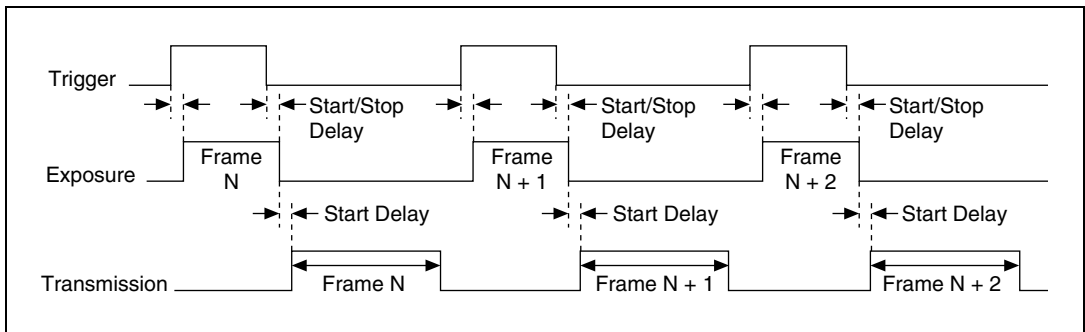 Trigger
Start/Stop
Delay
Start/Stop
Delay
Start/Stop
Delay
Exposure
Frame
N
Frame
N + 1
Frame
N + 2
Start Delay
Start Delay
Start Delay
Transmission
Frame N
Frame N + 1
Frame N + 2